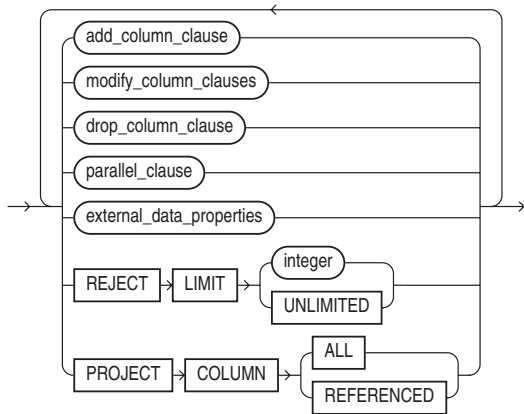 add_column_clause
modify_column_clauses
drop_column_clause
parallel_clause
external_data_properties
integer
REJECT LIMIT
UNLIMITED
ALL
PROJECT COLUMN
REFERENCED